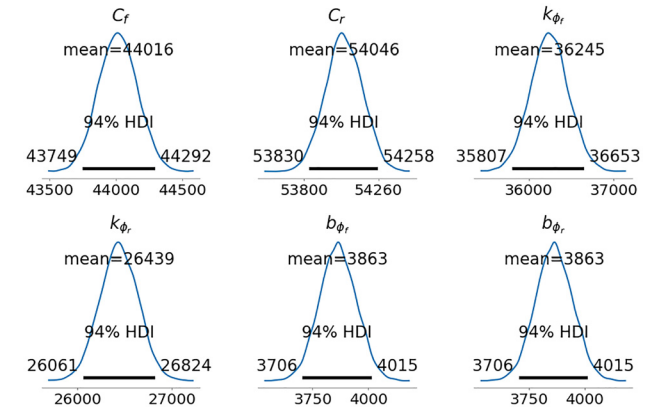 C_f
mean=44016
94% HDI
43749 44292
43500 44000 44500
C_r
mean=54046
94% HDI
53830 54258
53800 54260
k_{ϕ_f}
mean=36245
94% HDI
35807 36653
36000 37000
k_{ϕ_r}
mean=26439
94% HDI
26061 26824
26000 27000
b_{ϕ_f}
mean=3863
94% HDI
3706 4015
3750 4000
b_{ϕ_r}
mean=3863
94% HDI
3706 4015
3750 4000